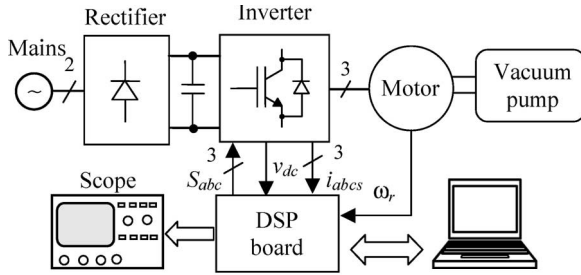 Rectifier
Inverter
Mains
2
3
Motor
Vacuum
pump
~
3
S_abc
v_dc
3
i_abcs
ω_r
Scope
DSP
board